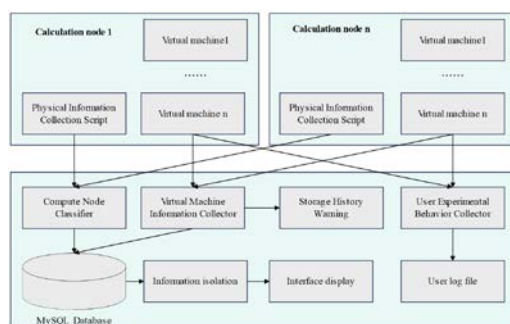 Calculation node 1
Virtual machine1
......
Physical Information
Collection Script
Virtual machine n
Calculation node n
Virtual machine1
......
Physical Information
Collection Script
Virtual machine n
Compute Node
Classifier
Virtual Machine
Information Collector
Storage History
Warning
User Experimental
Behavior Collector
Information isolation
Interface display
User log file
MySQL Database